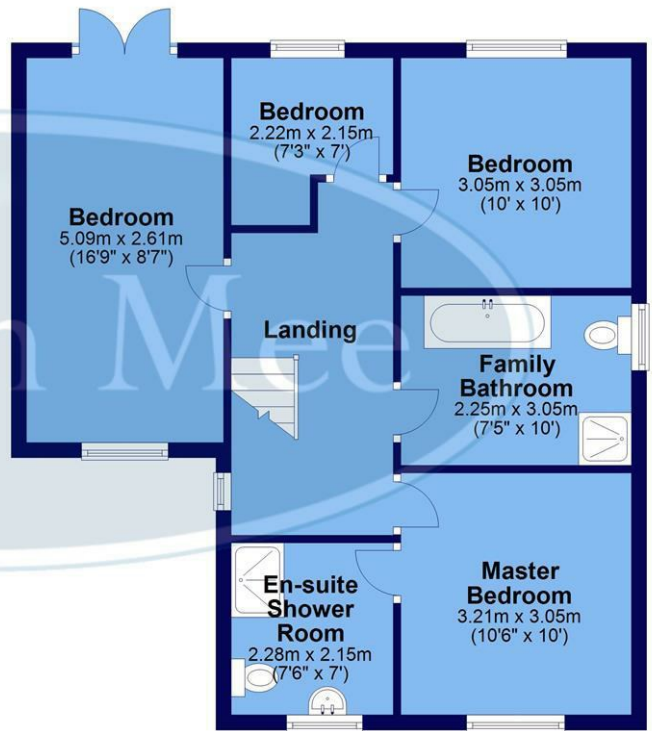 Bedroom
2.22m x 2.15m
(7'3" x 7')
Bedroom
3.05m x 3.05m
(10' x 10')
Bedroom
5.09m x 2.61m
(16'9" x 8'7")
Landing
Family
Bathroom
2.25m x 3.05m
(7'5" x 10')
En-suite
Shower
Room
2.28m x 2.15m
(7'6" x 7')
Master
Bedroom
3.21m x 3.05m
(10'6" x 10')
Mee